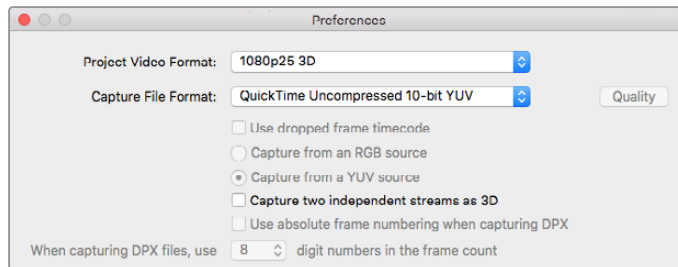 Preferences
Project Video Format: 1080p25 3D
Capture File Format: QuickTime Uncompressed 10-bit YUV Quality
Use dropped frame timecode
Capture from an RGB source
Capture from a YUV source
Capture two independent streams as 3D
Use absolute frame numbering when capturing DPX
When capturing DPX files, use 8 digit numbers in the frame count